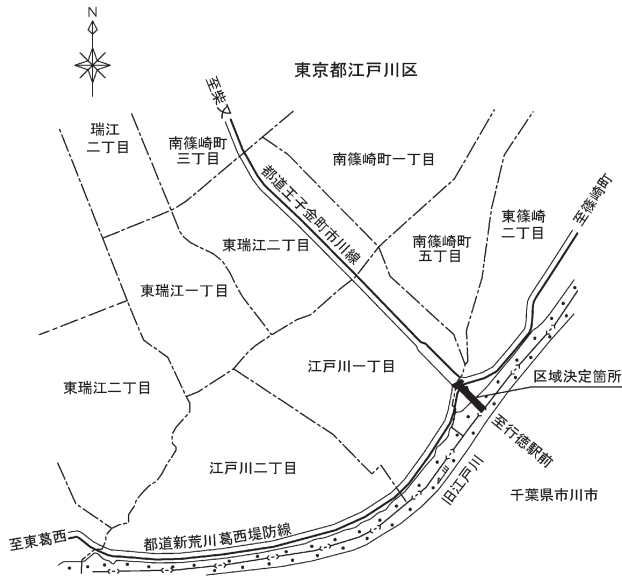 N
東京都江戸川区
至柴又
瑞江
二丁目
南篠崎町
三丁目
南篠崎町一丁目
都道王子金町市川線
東篠崎
二丁目
至篠崎町
東瑞江二丁目
南篠崎町
五丁目
東瑞江一丁目
江戸川一丁目
区域決定箇所
東瑞江二丁目
至行徳駅前
江戸川二丁目
旧江戸川
千葉県市川市
至東葛西
都道新荒川葛西堤防線